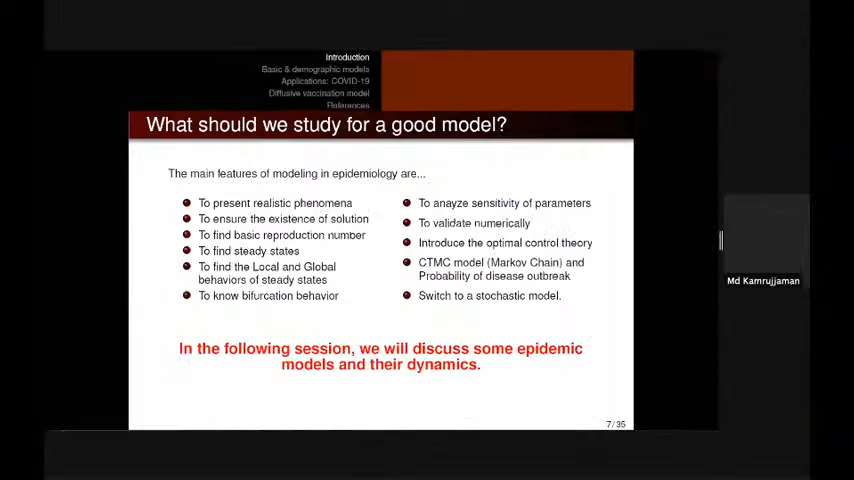 Introduction
Basic & demographic models
Applications: COVID-19
Diffusive vaccination model
References
What should we study for a good model?
The main features of modeling in epidemiology are...
To present realistic phenomena
To ensure the existence of solution
To find basic reproduction number
To find steady states
To find the Local and Global
behaviors of steady states
To know bifurcation behavior
To anayze sensitivity of parameters
To validate numerically
Introduce the optimal control theory
CTMC model (Markov Chain) and
Probability of disease outbreak
Switch to a stochastic model.
In the following session, we will discuss some epidemic
models and their dynamics.
7/35
Md Kamrujjaman